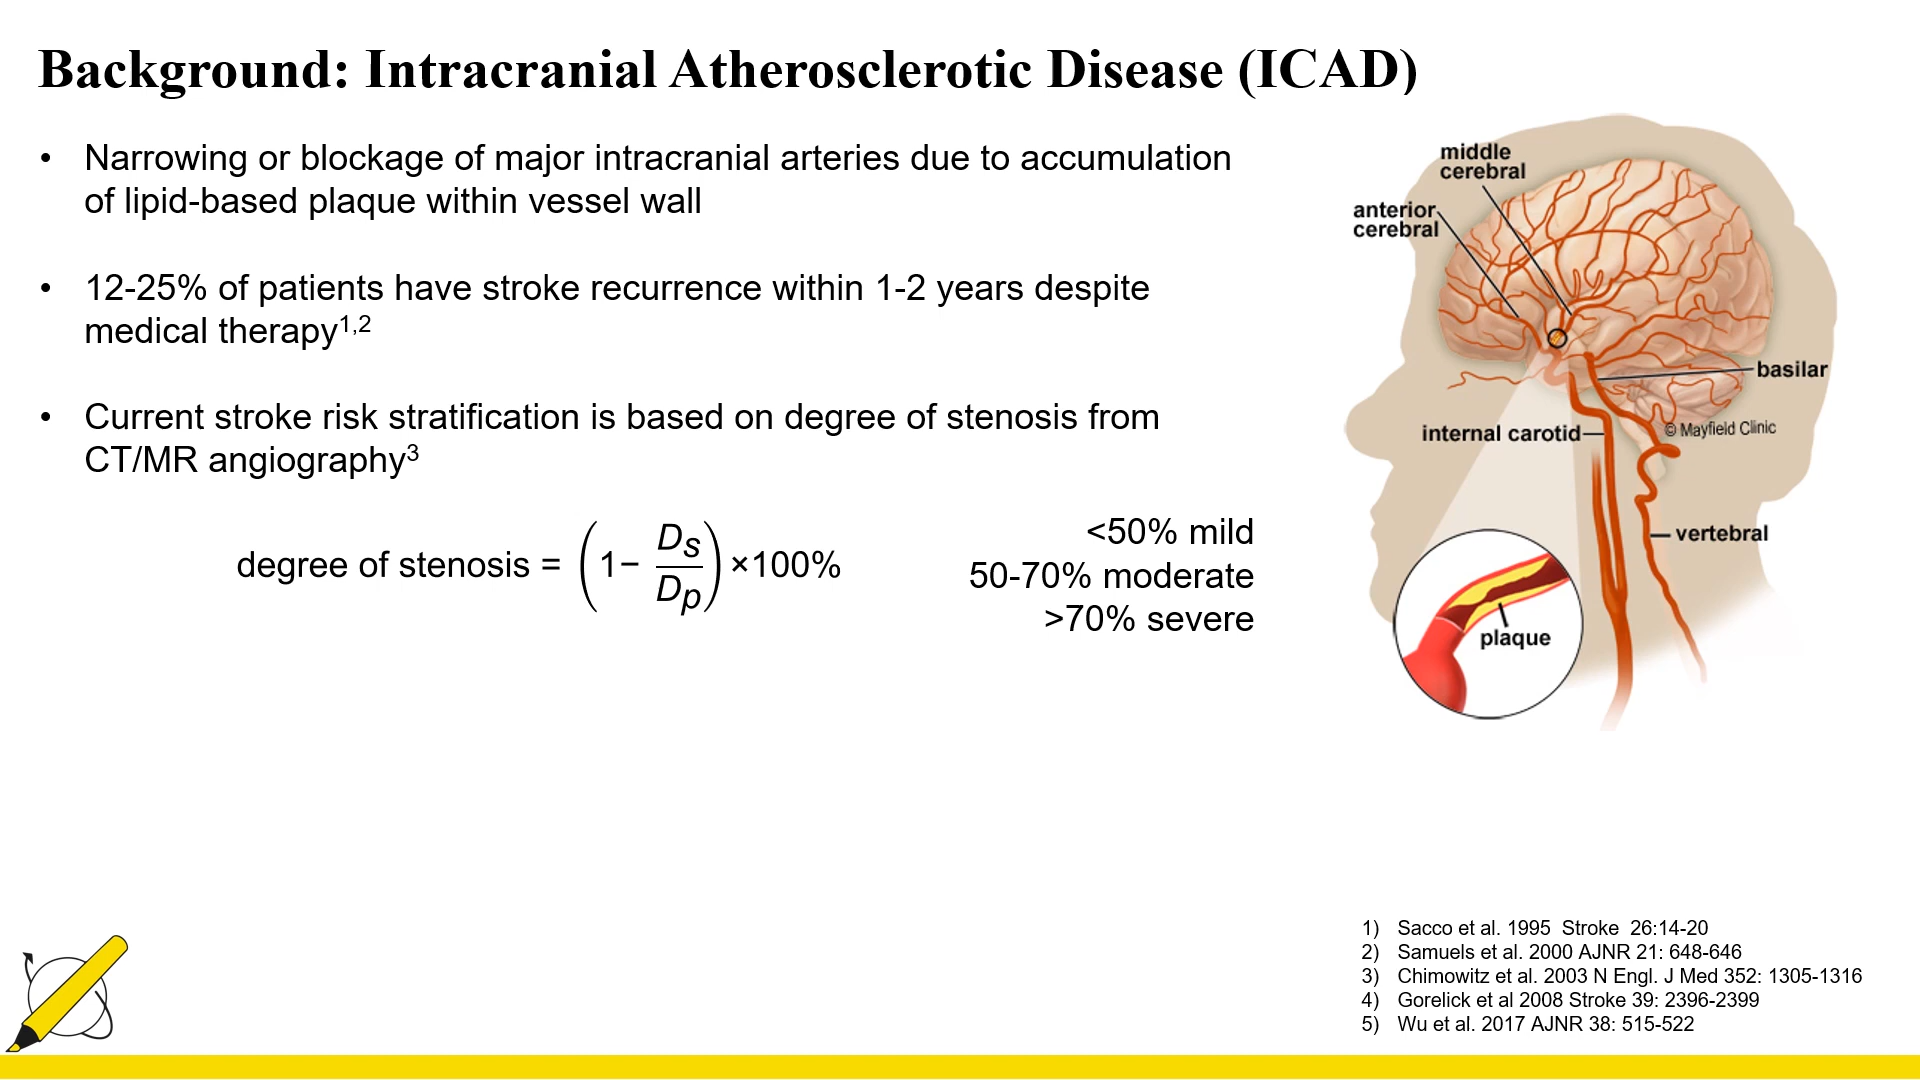 Background: Intracranial Atherosclerotic Disease (ICAD)
• Narrowing or blockage of major intracranial arteries due to accumulation
of lipid-based plaque within vessel wall
• 12-25% of patients have stroke recurrence within 1-2 years despite
medical therapy1,2
• Current stroke risk stratification is based on degree of stenosis from
CT/MR angiography3
degree of stenosis = (1− Ds/Dp) ×100%
<50% mild
50-70% moderate
>70% severe
middle
cerebral
anterior
cerebral
basilar
© Mayfield Clinic
internal carotid
vertebral
plaque
1) Sacco et al. 1995 Stroke 26:14-20
2) Samuels et al. 2000 AJNR 21: 648-646
3) Chimowitz et al. 2003 N Engl. J Med 352: 1305-1316
4) Gorelick et al 2008 Stroke 39: 2396-2399
5) Wu et al. 2017 AJNR 38: 515-522